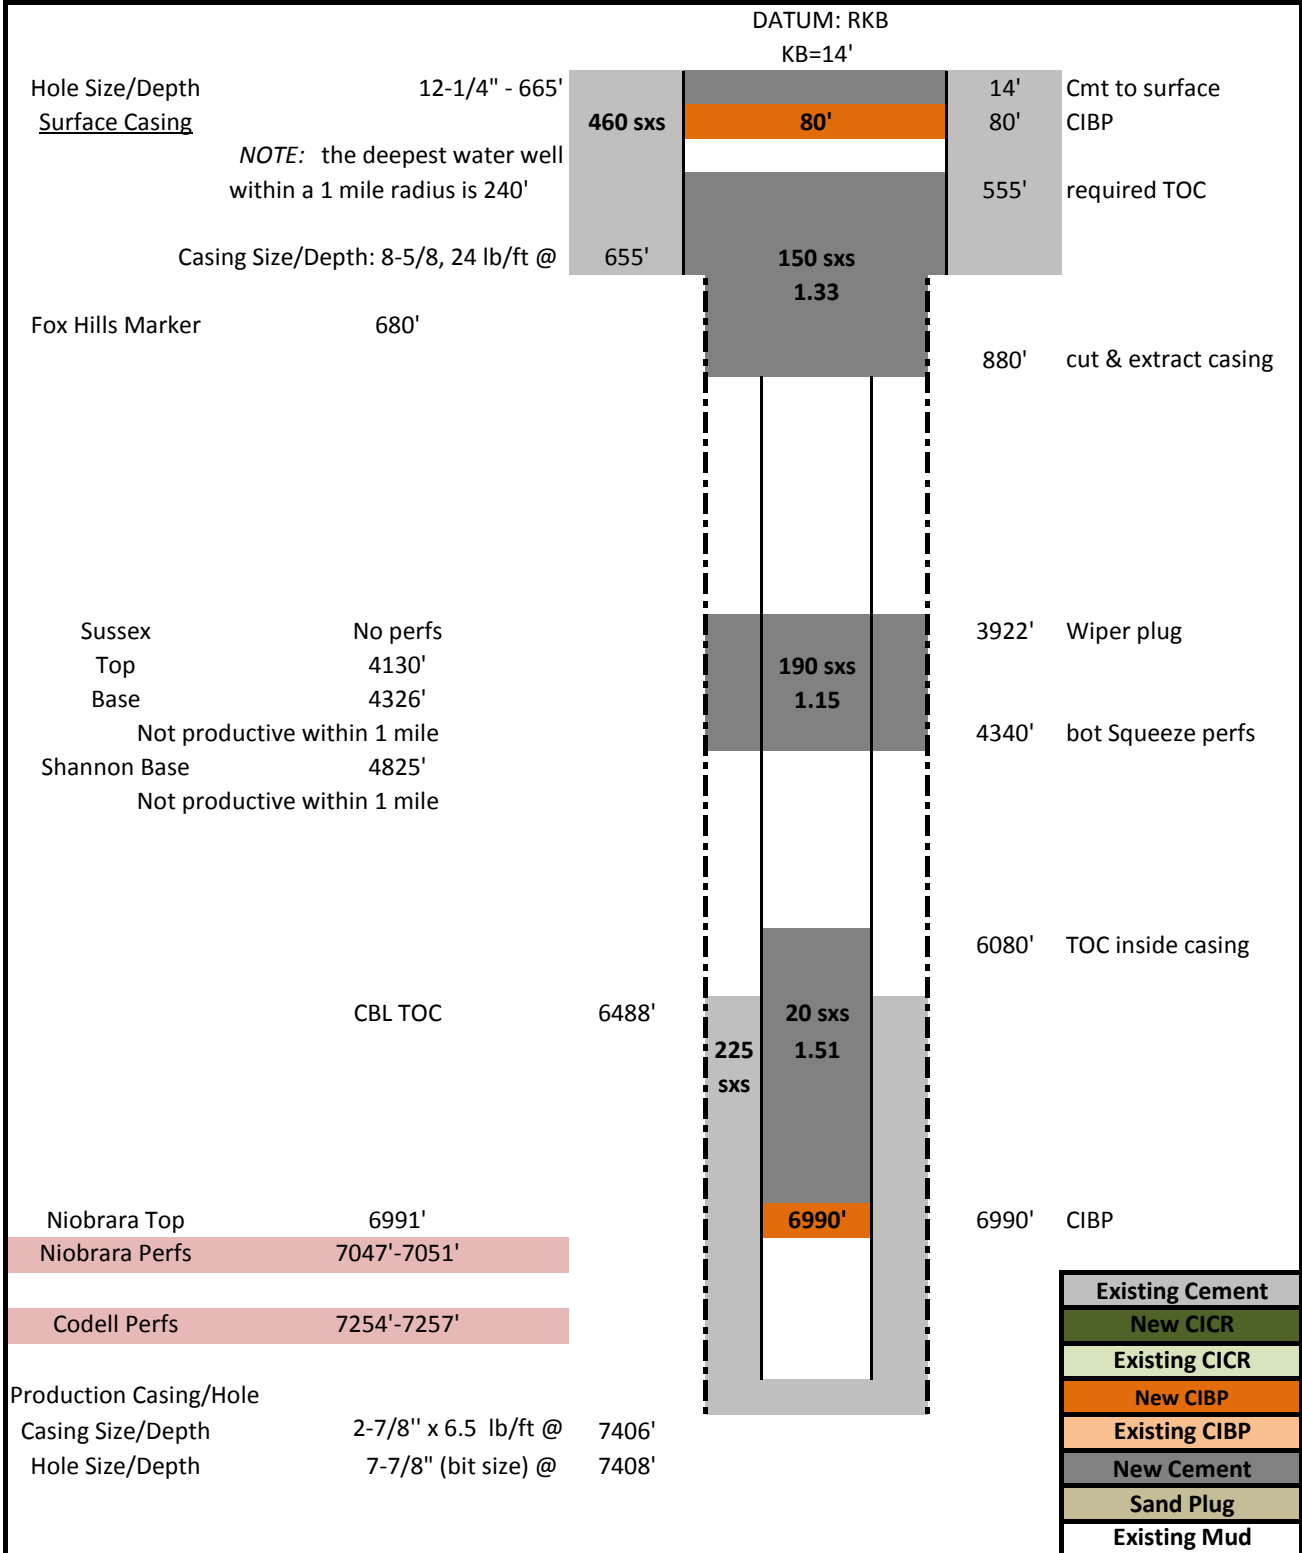 DATUM: RKB
KB=14'
Hole Size/Depth 12-1/4" - 665' 14' Cmt to surface
Surface Casing 460 sxs 80' 80' CIBP
NOTE: the deepest water well
within a 1 mile radius is 240' 555' required TOC
Casing Size/Depth: 8-5/8, 24 lb/ft @ 655' 150 sxs
1.33
Fox Hills Marker 680'
880' cut & extract casing
Sussex No perfs 3922' Wiper plug
Top 4130' 190 sxs
Base 4326' 1.15
Not productive within 1 mile 4340' bot Squeeze perfs
Shannon Base 4825'
Not productive within 1 mile
6080' TOC inside casing
CBL TOC 6488' 20 sxs
225 1.51
sxs
Niobrara Top 6991' 6990' 6990' CIBP
Niobrara Perfs 7047'-7051'
Existing Cement
Codell Perfs 7254'-7257' New CICR
Existing CICR
Production Casing/Hole New CIBP
Casing Size/Depth 2-7/8'' x 6.5 lb/ft @ 7406' Existing CIBP
Hole Size/Depth 7-7/8" (bit size) @ 7408' New Cement
Sand Plug
Existing Mud